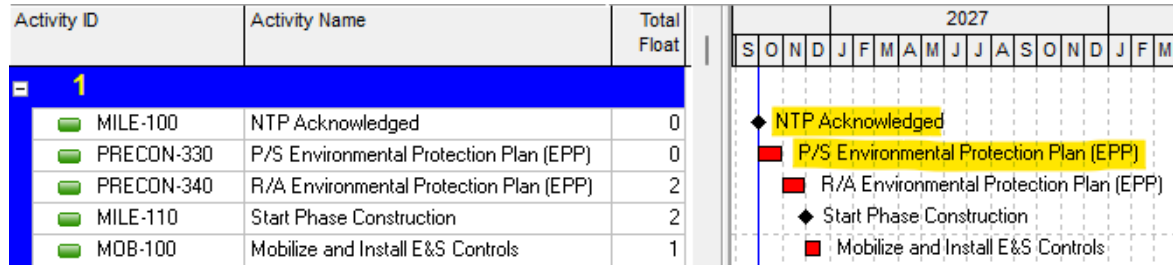 Activity ID Activity Name Total Float 2027
S O N D J F M A M J J A S O N D J F M
1
MILE-100 NTP Acknowledged 0 NTP Acknowledged
PRECON-330 P/S Environmental Protection Plan (EPP) 0 P/S Environmental Protection Plan (EPP)
PRECON-340 R/A Environmental Protection Plan (EPP) 2 R/A Environmental Protection Plan (EPP)
MILE-110 Start Phase Construction 2 Start Phase Construction
MOB-100 Mobilize and Install E&S Controls 1 Mobilize and Install E&S Controls